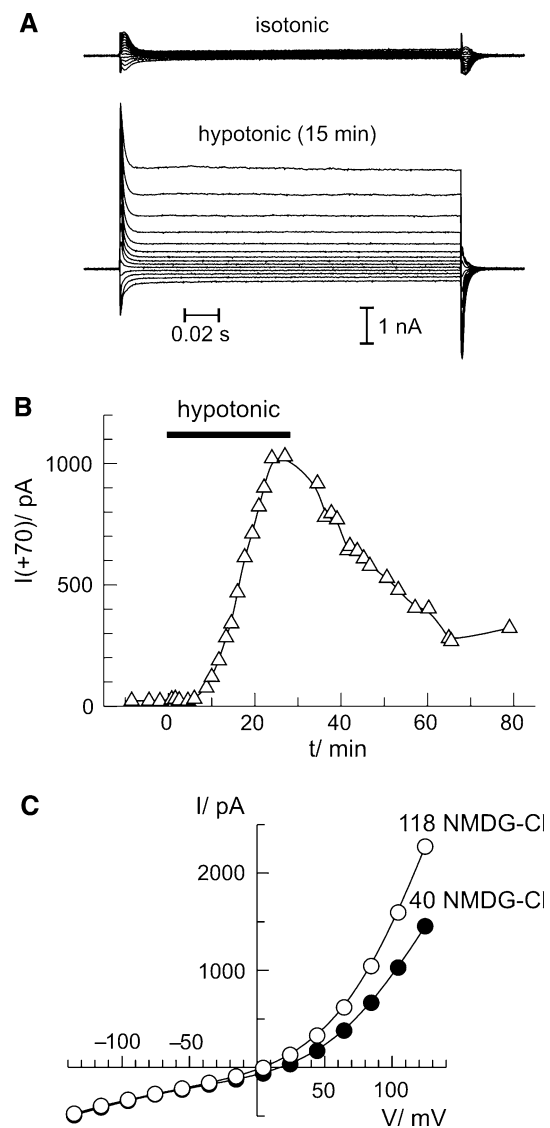 A
isotonic
hypotonic (15 min)
0.02 s
1 nA
B
hypotonic
1000
500
0
I(+70)/ pA
0 20 40 60 80
t/ min
C
I/ pA
118 NMDG-Cl
2000
40 NMDG-Cl
1000
–100 –50
50 100
V/ mV